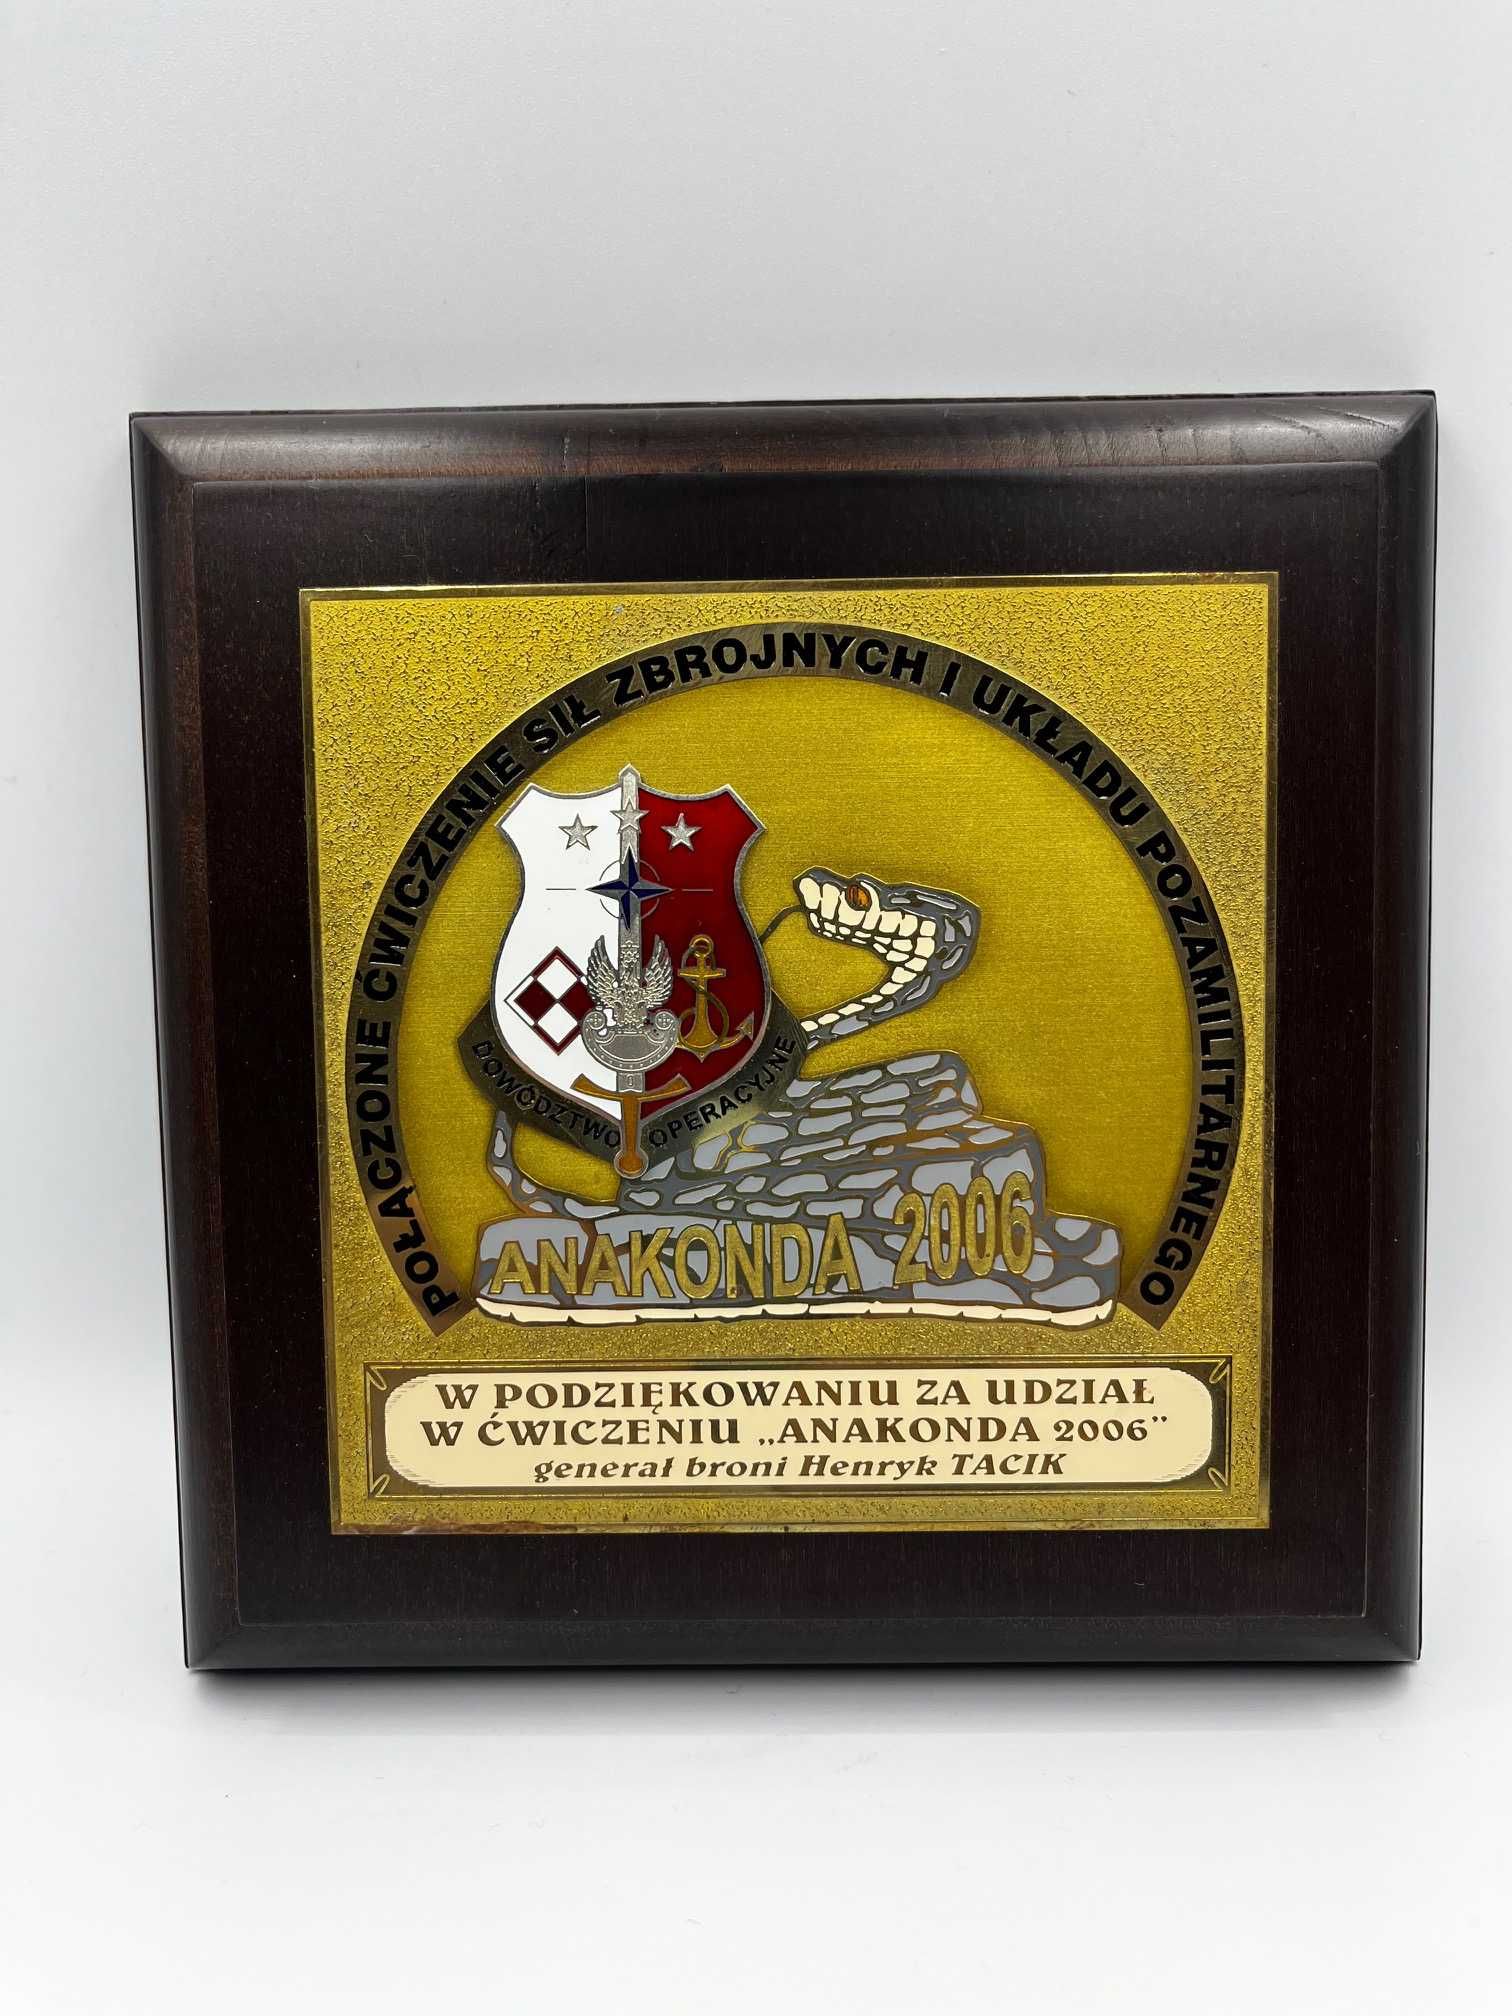 POŁĄCZONE ĆWICZENIE SIŁ ZBROJNYCH I UKŁADU POZAMILITARNEGO
DOWÓDZTWO OPERACYJNE
ANAKONDA 2006
W PODZIĘKOWANIU ZA UDZIAŁ
W ĆWICZENIU „ANAKONDA 2006”
generał broni Henryk TACIK